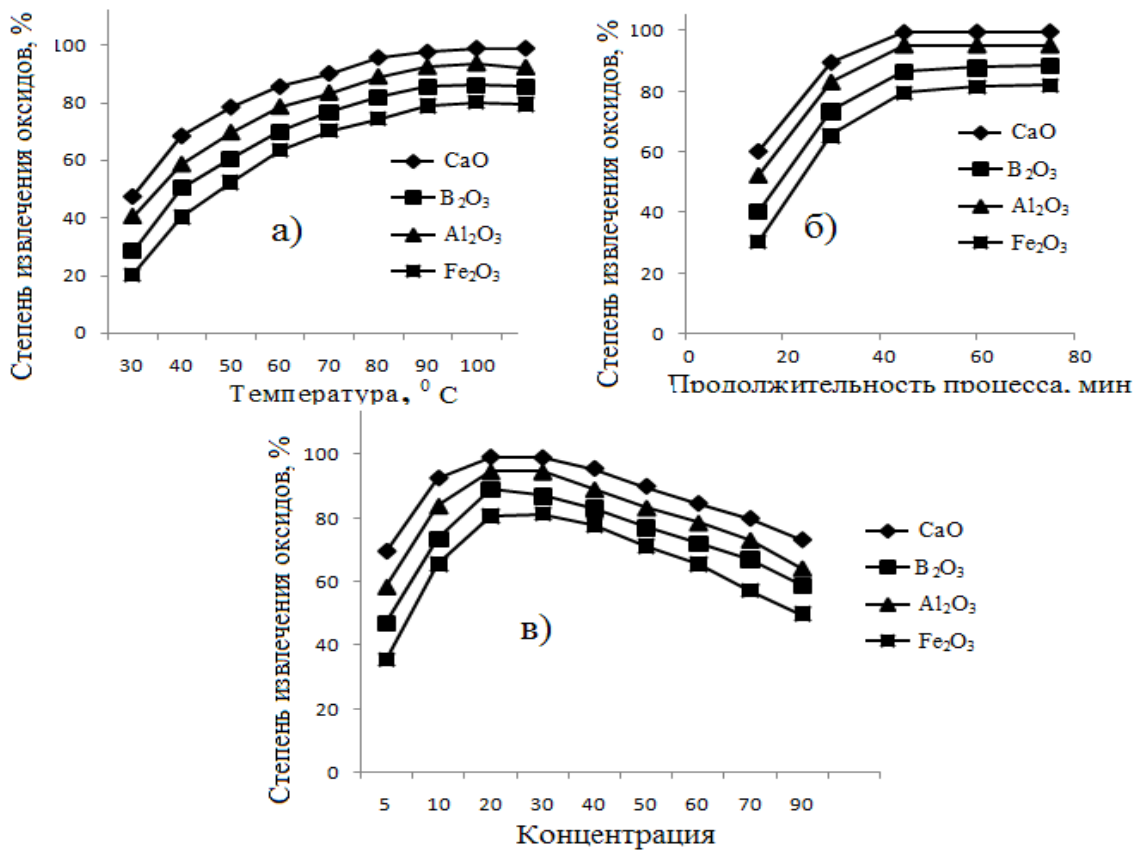 Степень извлечения оксидов, %
100
80
60
40
20
0
CaO
B₂O₃
Al₂O₃
Fe₂O₃
а)
30 40 50 60 70 80 90 100
Температура, ⁰ С
Степень извлечения оксидов, %
100
80
60
40
20
0
CaO
B₂O₃
Al₂O₃
Fe₂O₃
б)
0 20 40 60 80
Продолжительность процесса, мин
Степень извлечения оксидов, %
100
80
60
40
20
0
CaO
B₂O₃
Al₂O₃
Fe₂O₃
в)
5 10 20 30 40 50 60 70 90
Концентрация